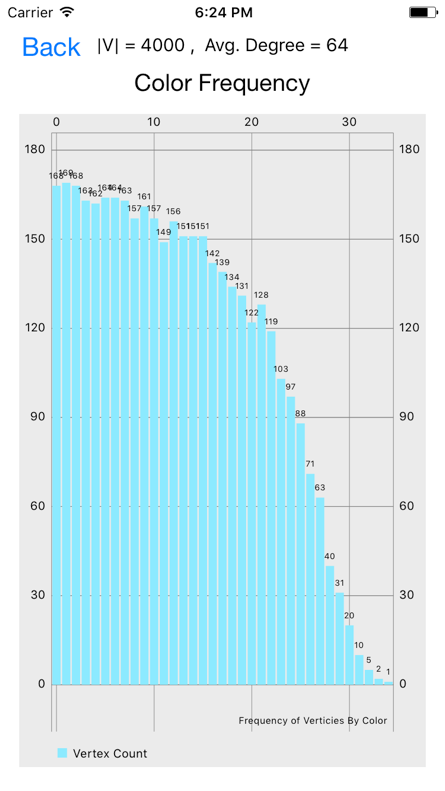 Carrier 6:24 PM
Back |V| = 4000 , Avg. Degree = 64
Color Frequency
0 10 20 30
180 180
168 169 168 163 162 164 164 163 157 161 157 149 156 151 151 151 142 139 134 131 122 128 119 103 97 88 71 63 40 31 20 10 5 2 1
150 150
120 120
90 90
60 60
30 30
0 0
Frequency of Verticies By Color
Vertex Count